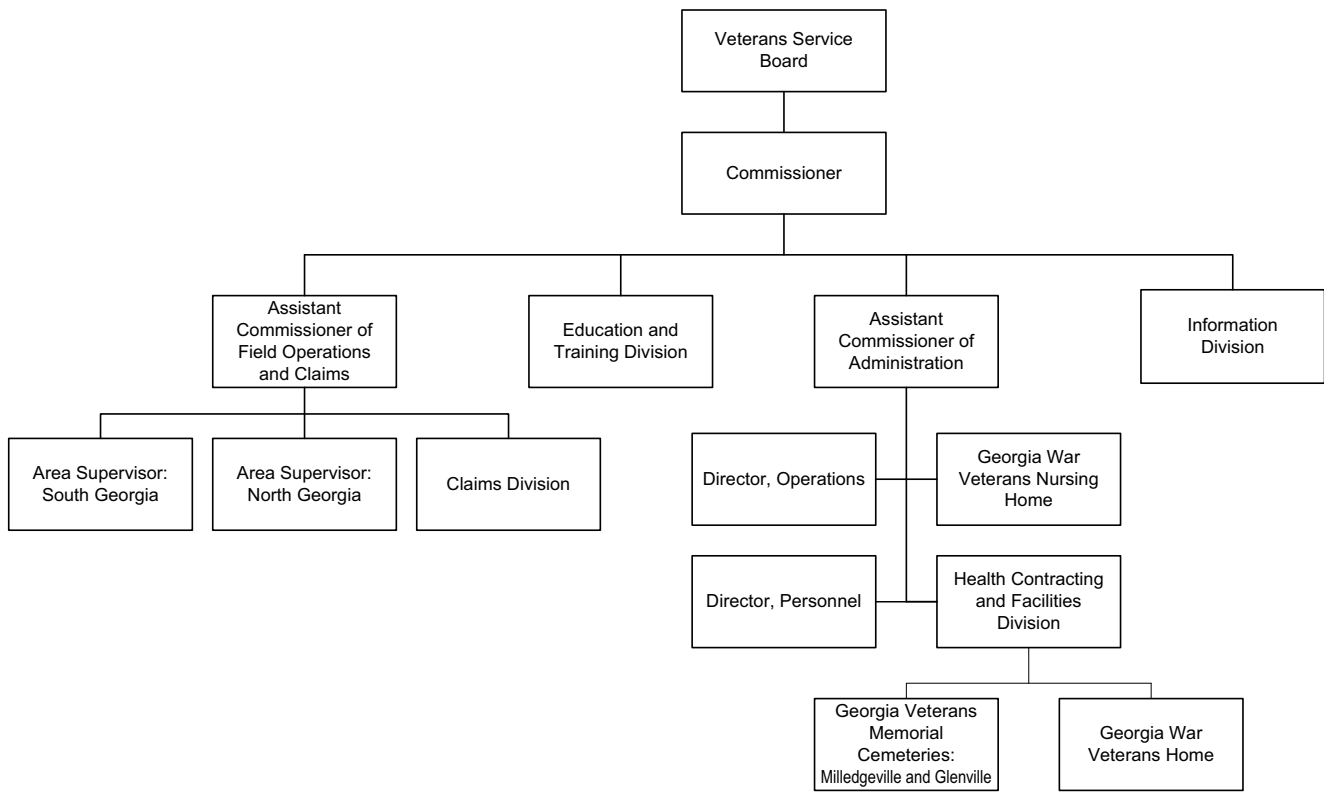 Veterans Service
Board
Commissioner
Assistant
Commissioner of
Field Operations
and Claims
Education and
Training Division
Assistant
Commissioner of
Administration
Information
Division
Area Supervisor:
South Georgia
Area Supervisor:
North Georgia
Claims Division
Director, Operations
Georgia War
Veterans Nursing
Home
Director, Personnel
Health Contracting
and Facilities
Division
Georgia Veterans
Memorial
Cemeteries:
Milledgeville and Glenville
Georgia War
Veterans Home